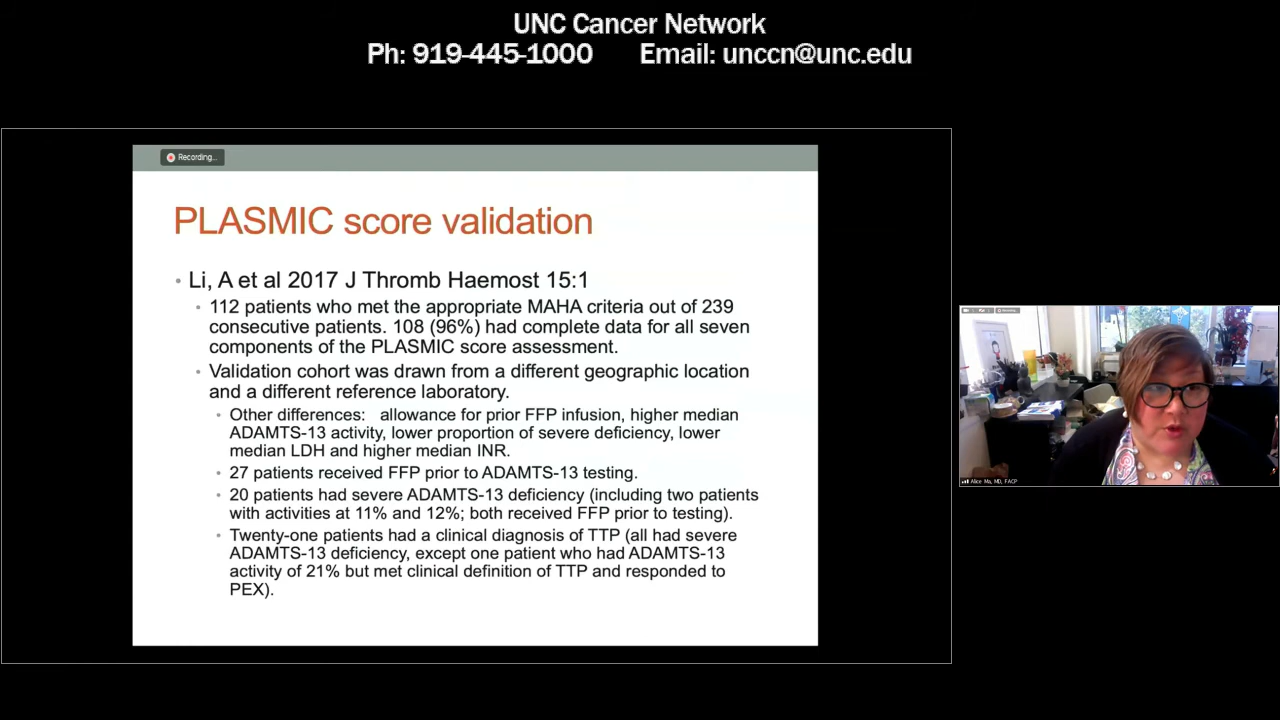 UNC Cancer Network
Ph: 919-445-1000 Email: unccn@unc.edu
Recording...
PLASMIC score validation
• Li, A et al 2017 J Thromb Haemost 15:1
• 112 patients who met the appropriate MAHA criteria out of 239
consecutive patients. 108 (96%) had complete data for all seven
components of the PLASMIC score assessment.
• Validation cohort was drawn from a different geographic location
and a different reference laboratory.
• Other differences: allowance for prior FFP infusion, higher median
ADAMTS-13 activity, lower proportion of severe deficiency, lower
median LDH and higher median INR.
• 27 patients received FFP prior to ADAMTS-13 testing.
• 20 patients had severe ADAMTS-13 deficiency (including two patients
with activities at 11% and 12%; both received FFP prior to testing).
• Twenty-one patients had a clinical diagnosis of TTP (all had severe
ADAMTS-13 deficiency, except one patient who had ADAMTS-13
activity of 21% but met clinical definition of TTP and responded to
PEX).
Alice Ma, MD, FACP